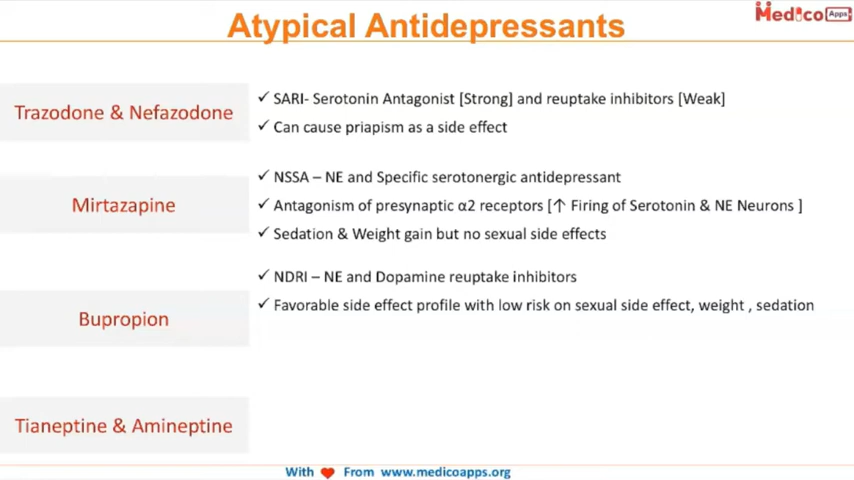 Atypical Antidepressants
Medico Apps
Trazodone & Nefazodone
✓ SARI- Serotonin Antagonist [Strong] and reuptake inhibitors [Weak]
✓ Can cause priapism as a side effect
Mirtazapine
✓ NSSA – NE and Specific serotonergic antidepressant
✓ Antagonism of presynaptic α2 receptors [↑ Firing of Serotonin & NE Neurons ]
✓ Sedation & Weight gain but no sexual side effects
Bupropion
✓ NDRI – NE and Dopamine reuptake inhibitors
✓ Favorable side effect profile with low risk on sexual side effect, weight , sedation
Tianeptine & Amineptine
With ❤ From www.medicoapps.org